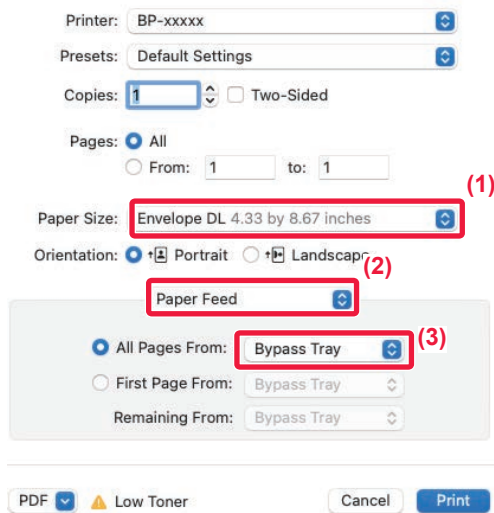 Printer: BP-xxxxx
Presets: Default Settings
Copies: 1 Two-Sided
Pages: All
From: 1 to: 1
(1)
Paper Size: Envelope DL 4.33 by 8.67 inches
Orientation: Portrait Landscape
(2)
Paper Feed
All Pages From: Bypass Tray (3)
First Page From: Bypass Tray
Remaining From: Bypass Tray
PDF Low Toner Cancel Print